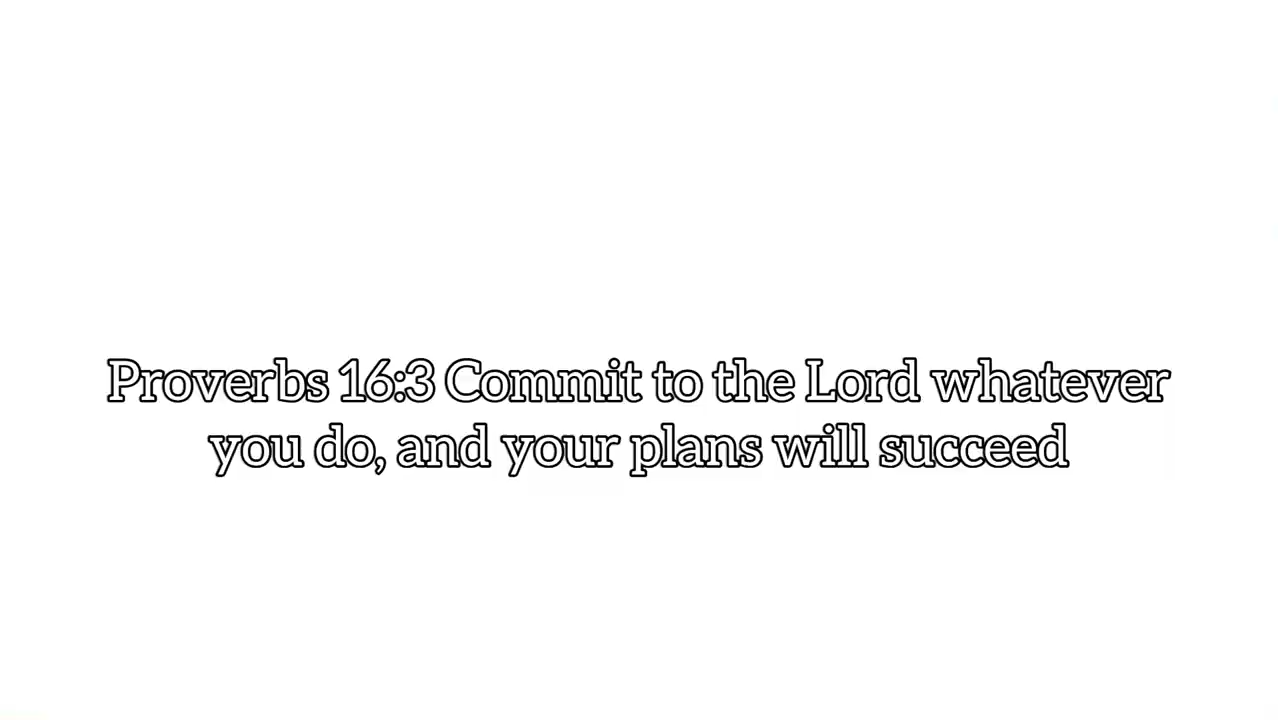 Proverbs 16:3 Commit to the Lord whatever
you do, and your plans will succeed